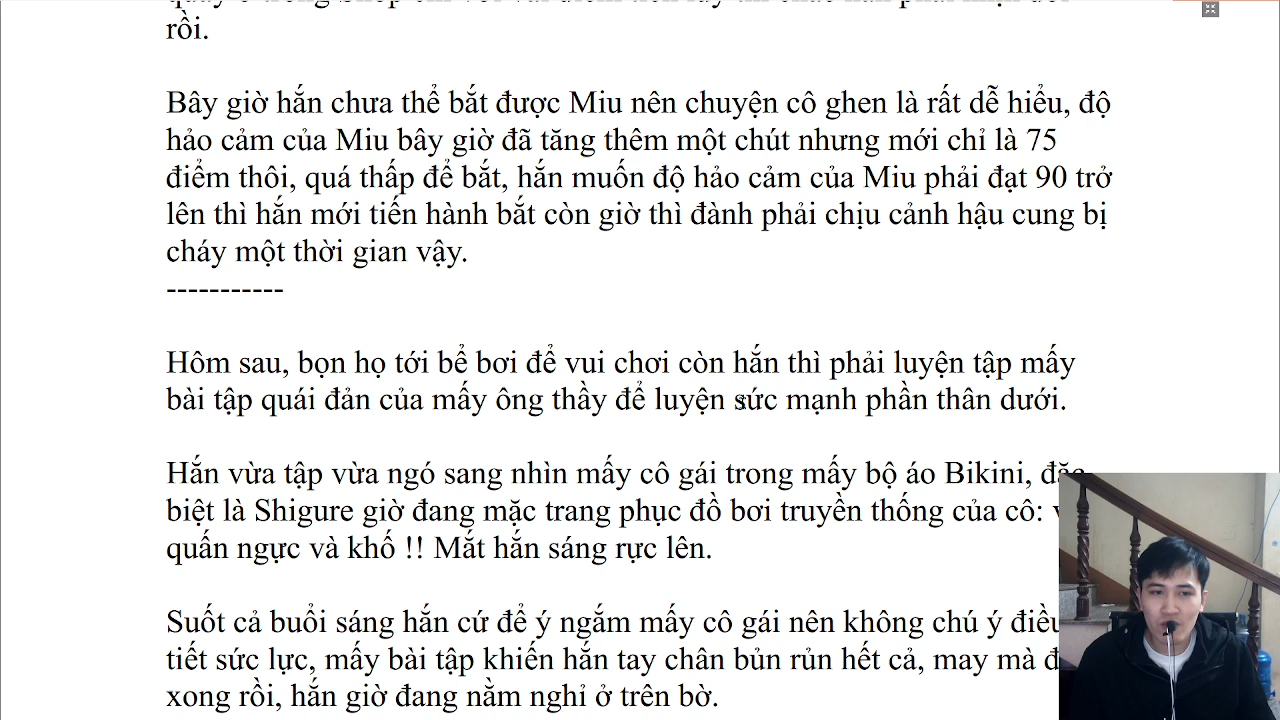 rồi.
Bây giờ hắn chưa thể bắt được Miu nên chuyện cô ghen là rất dễ hiểu, độ
hảo cảm của Miu bây giờ đã tăng thêm một chút nhưng mới chỉ là 75
điểm thôi, quá thấp để bắt, hắn muốn độ hảo cảm của Miu phải đạt 90 trở
lên thì hắn mới tiến hành bắt còn giờ thì đành phải chịu cảnh hậu cung bị
cháy một thời gian vậy.
-----------
Hôm sau, bọn họ tới bể bơi để vui chơi còn hắn thì phải luyện tập mấy
bài tập quái đản của mấy ông thầy để luyện sức mạnh phần thân dưới.
Hắn vừa tập vừa ngó sang nhìn mấy cô gái trong mấy bộ áo Bikini,
biệt là Shigure giờ đang mặc trang phục đồ bơi truyền thống của cô:
quấn ngực và khố !! Mắt hắn sáng rực lên.
Suốt cả buổi sáng hắn cứ để ý ngắm mấy cô gái nên không chú ý điều
tiết sức lực, mấy bài tập khiến hắn tay chân bủn rủn hết cả, may mà
xong rồi, hắn giờ đang nằm nghỉ ở trên bờ.